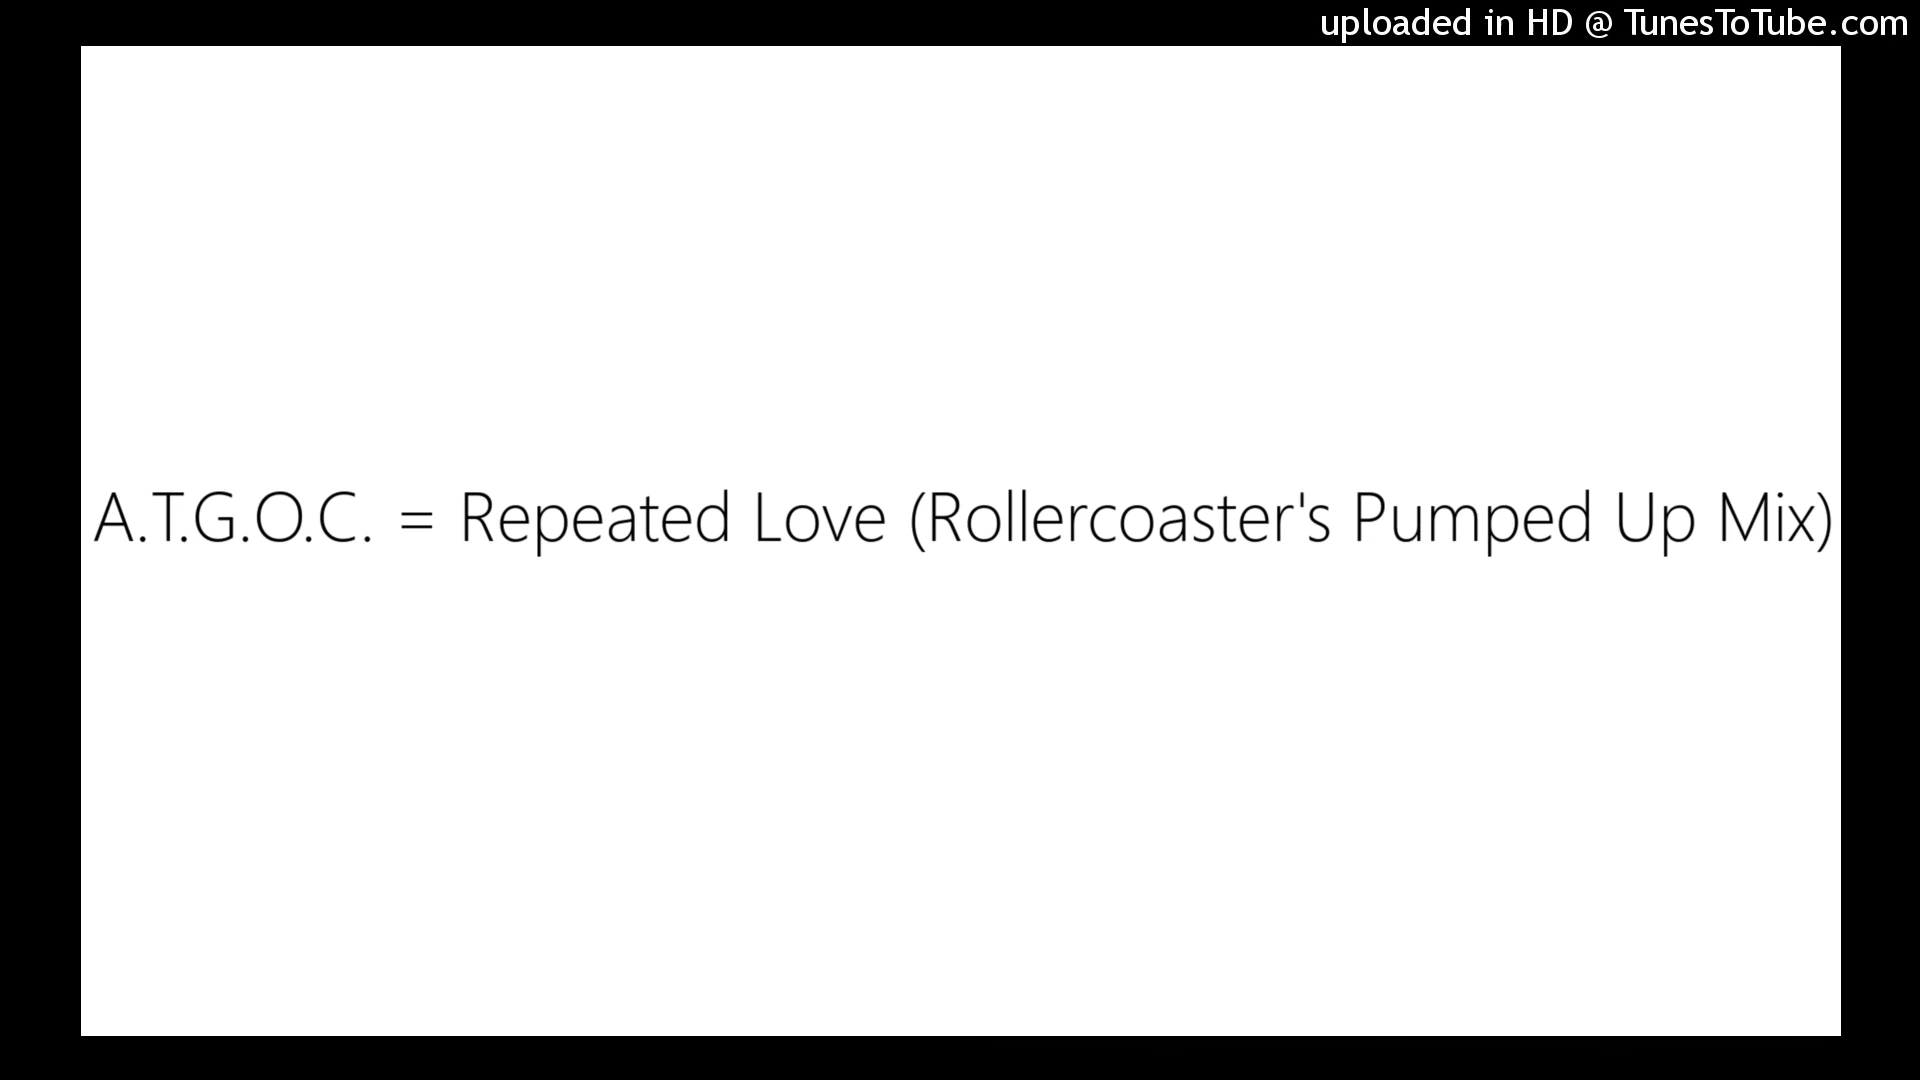 uploaded in HD @ TunesToTube.com
A.T.G.O.C. = Repeated Love (Rollercoaster's Pumped Up Mix)